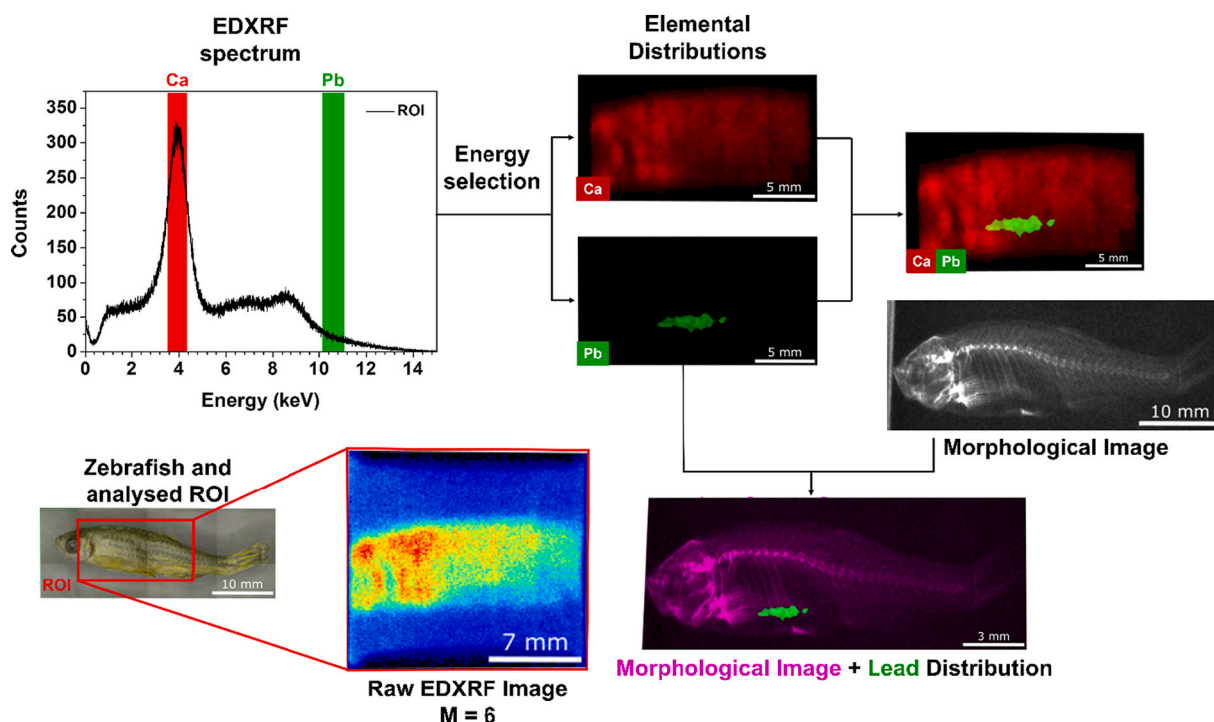 EDXRF
spectrum
Ca
Pb
350
300
250
200
150
100
50
0
Counts
ROI
0 2 4 6 8 10 12 14
Energy (keV)
Energy
selection
Elemental
Distributions
Ca
5 mm
Pb
5 mm
Ca Pb
5 mm
10 mm
Morphological Image
Zebrafish and
analysed ROI
ROI
10 mm
7 mm
Raw EDXRF Image
M = 6
3 mm
Morphological Image + Lead Distribution